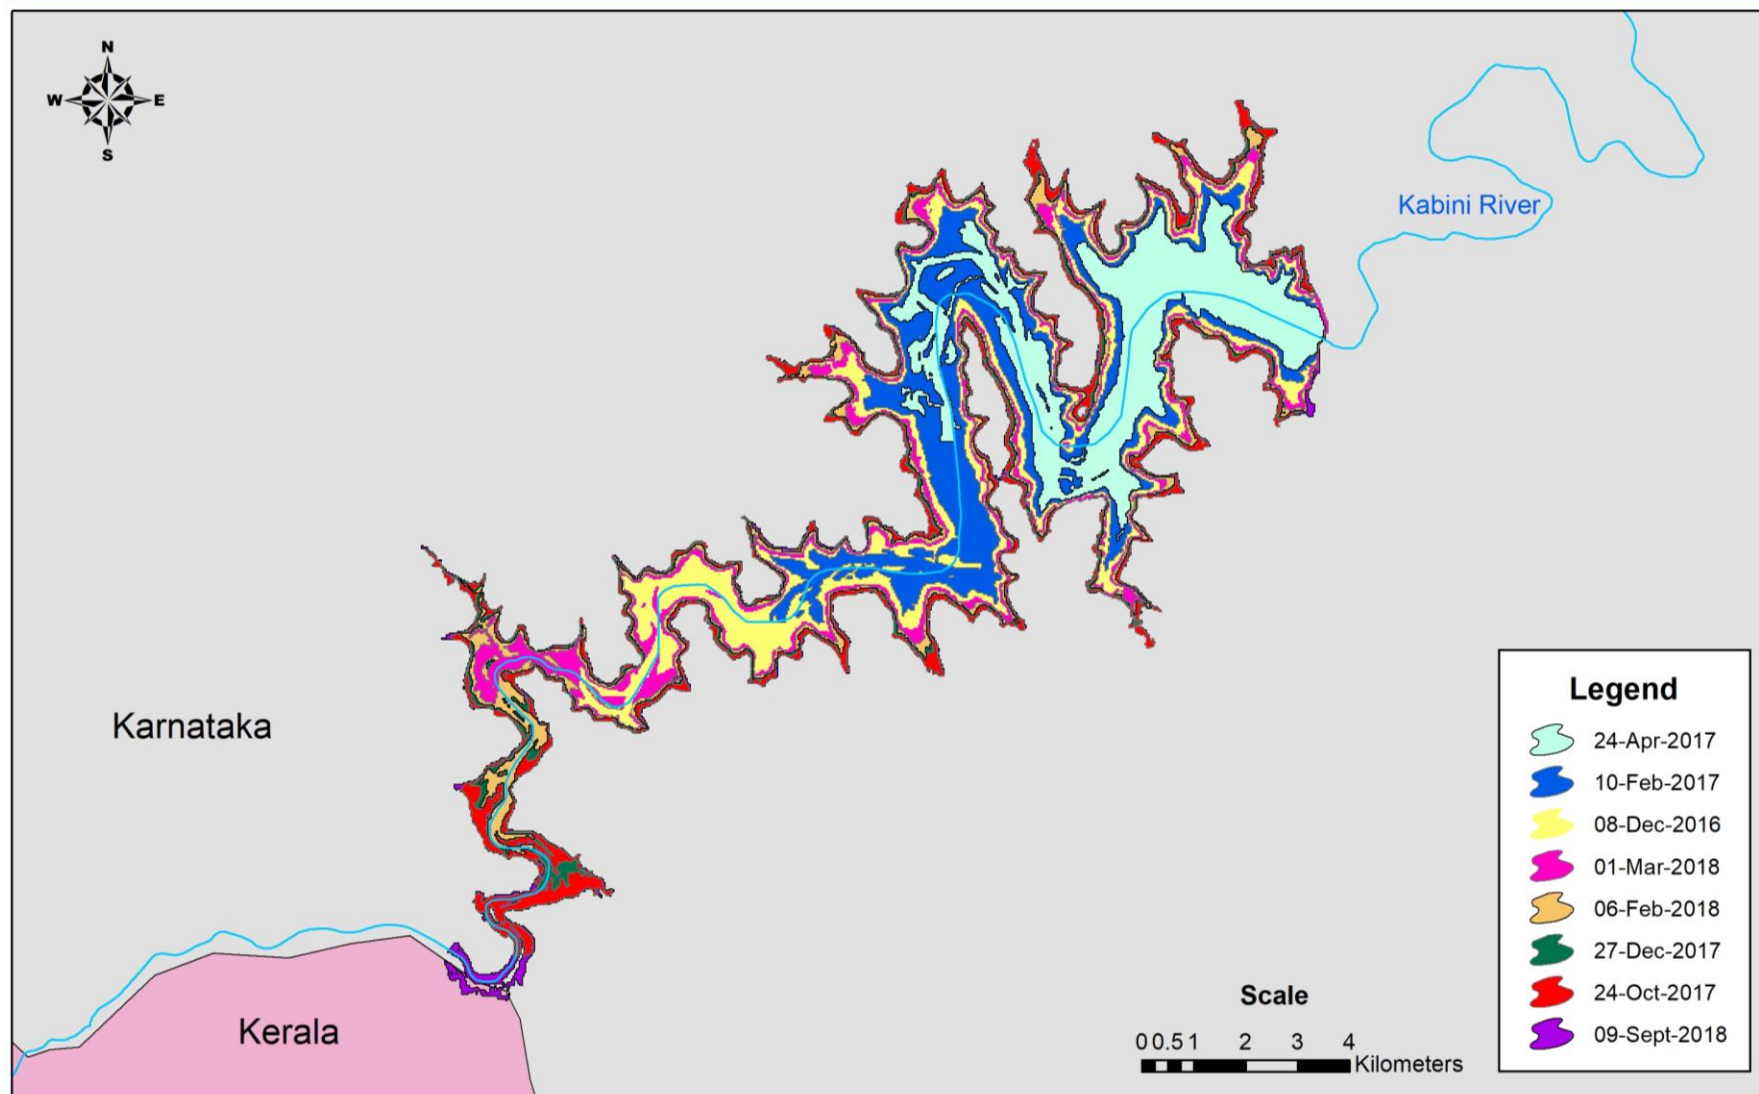 N
W E
S
Kabini River
Karnataka
Kerala
Legend
24-Apr-2017
10-Feb-2017
08-Dec-2016
01-Mar-2018
06-Feb-2018
27-Dec-2017
24-Oct-2017
09-Sept-2018
Scale
0 0.5 1 2 3 4
Kilometers